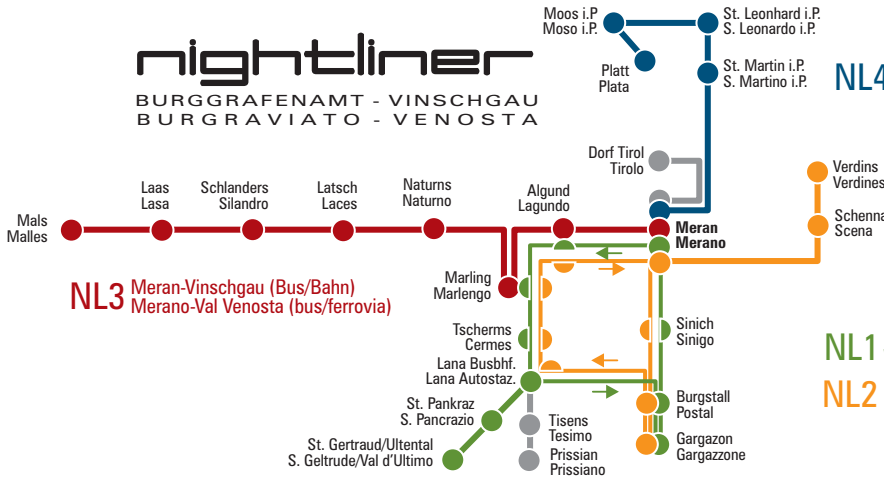 nightliner
BURGGRAFENAMT - VINSCHGAU
BURGRAVIATO - VENOSTA
Moos i.P
Moso i.P.
St. Leonhard i.P.
S. Leonardo i.P.
Platt
Plata
St. Martin i.P.
S. Martino i.P.
NL4
Dorf Tirol
Tirolo
Verdins
Verdines
Schenna
Scena
Mals
Malles
Laas
Lasa
Schlanders
Silandro
Latsch
Laces
Naturns
Naturno
Algund
Lagundo
Meran
Merano
NL3
Meran-Vinschgau (Bus/Bahn)
Merano-Val Venosta (bus/ferrovia)
Marling
Marlengo
Tscherms
Cermes
Sinich
Sinigo
Lana Busbhf.
Lana Autostaz.
NL1
NL2
St. Pankraz
S. Pancrazio
Burgstall
Postal
Tisens
Tesimo
St. Gertraud/Ultental
S. Geltrude/Val d'Ultimo
Prissian
Prissiano
Gargazon
Gargazzone